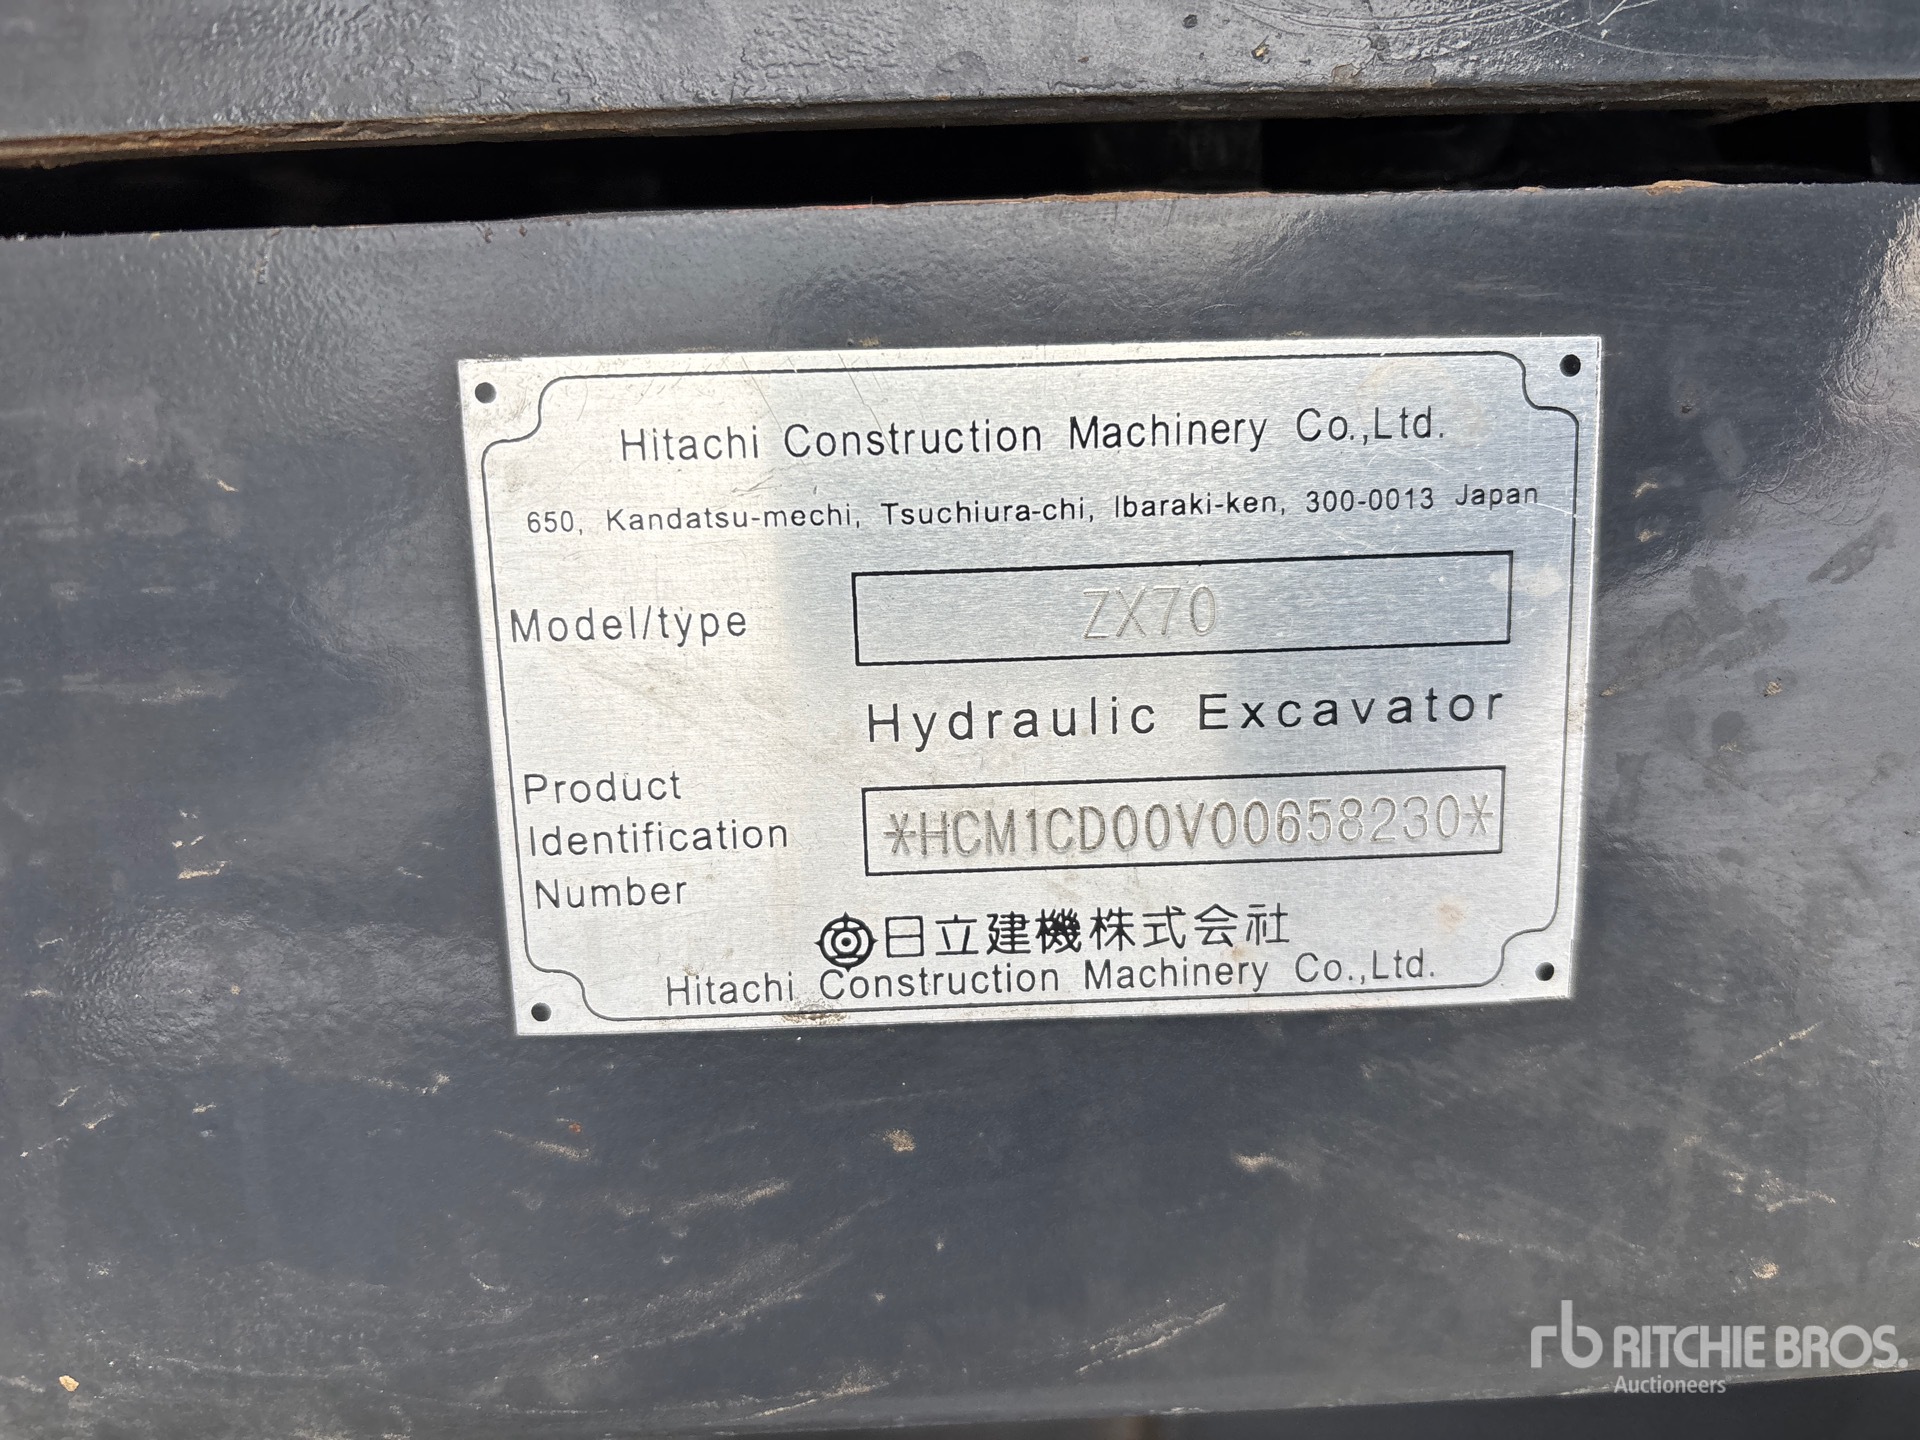 Hitachi Construction Machinery Co.,Ltd.
650, Kandatsu-mechi, Tsuchiura-chi, Ibaraki-ken, 300-0013 Japan
Model/type ZX70
Hydraulic Excavator
Product
Identification
Number
*HCM1CD00V00658230*
日立建機株式会社
Hitachi Construction Machinery Co.,Ltd.
rb RITCHIE BROS.
Auctioneers